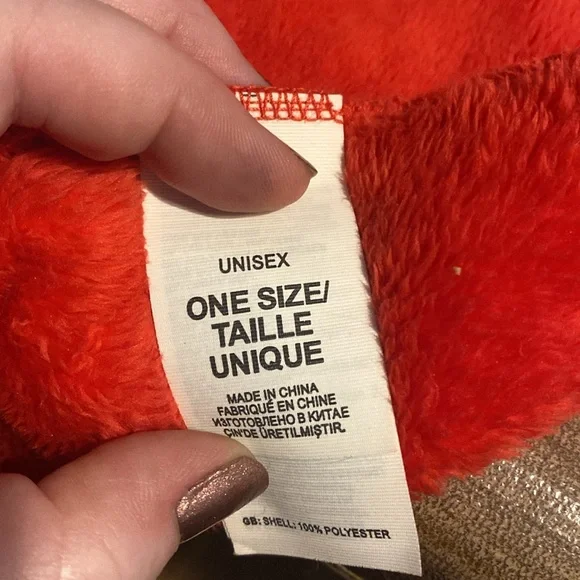 UNISEX
ONE SIZE/
TAILLE
UNIQUE
MADE IN CHINA
FABRIQUÉ EN CHINE
ИЗГОТОВЛЕНО В КИТАЕ
ÇİN'DE ÜRETİLMİŞTİR.
GB: SHELL: 100% POLYESTER